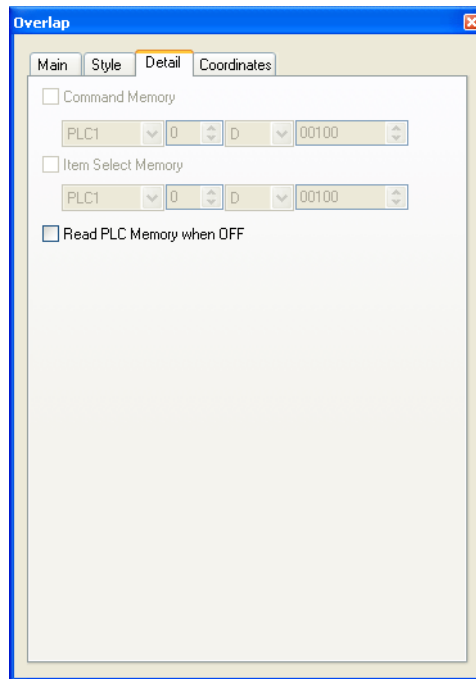 Overlap
Main Style Detail Coordinates
Command Memory
PLC1 0 D 00100
Item Select Memory
PLC1 0 D 00100
Read PLC Memory when OFF